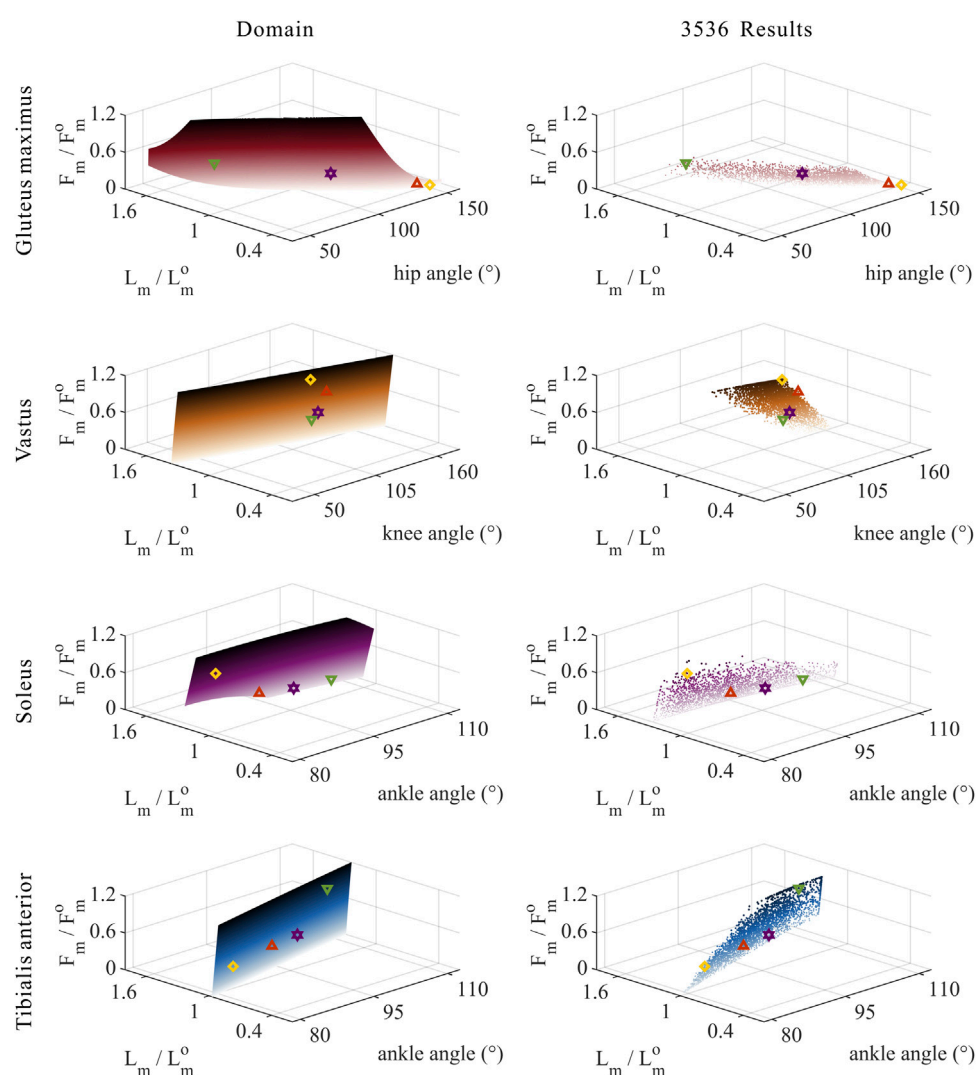 Domain
3536 Results
Gluteus maximus
F_m / F_m^o
1.2
0.6
0
1.6
1
0.4
50
100
150
L_m / L_m^o
hip angle (°)
F_m / F_m^o
1.2
0.6
0
1.6
1
0.4
50
100
150
L_m / L_m^o
hip angle (°)
Vastus
F_m / F_m^o
1.2
0.6
0
1.6
1
0.4
50
105
160
L_m / L_m^o
knee angle (°)
F_m / F_m^o
1.2
0.6
0
1.6
1
0.4
50
105
160
L_m / L_m^o
knee angle (°)
Soleus
F_m / F_m^o
1.2
0.6
0
1.6
1
0.4
80
95
110
L_m / L_m^o
ankle angle (°)
F_m / F_m^o
1.2
0.6
0
1.6
1
0.4
80
95
110
L_m / L_m^o
ankle angle (°)
Tibialis anterior
F_m / F_m^o
1.2
0.6
0
1.6
1
0.4
80
95
110
L_m / L_m^o
ankle angle (°)
F_m / F_m^o
1.2
0.6
0
1.6
1
0.4
80
95
110
L_m / L_m^o
ankle angle (°)